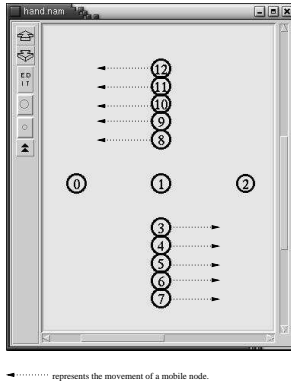 hand.nam
ED
IT
12
11
10
9
8
0 1 2
3
4
5
6
7
represents the movement of a mobile node.